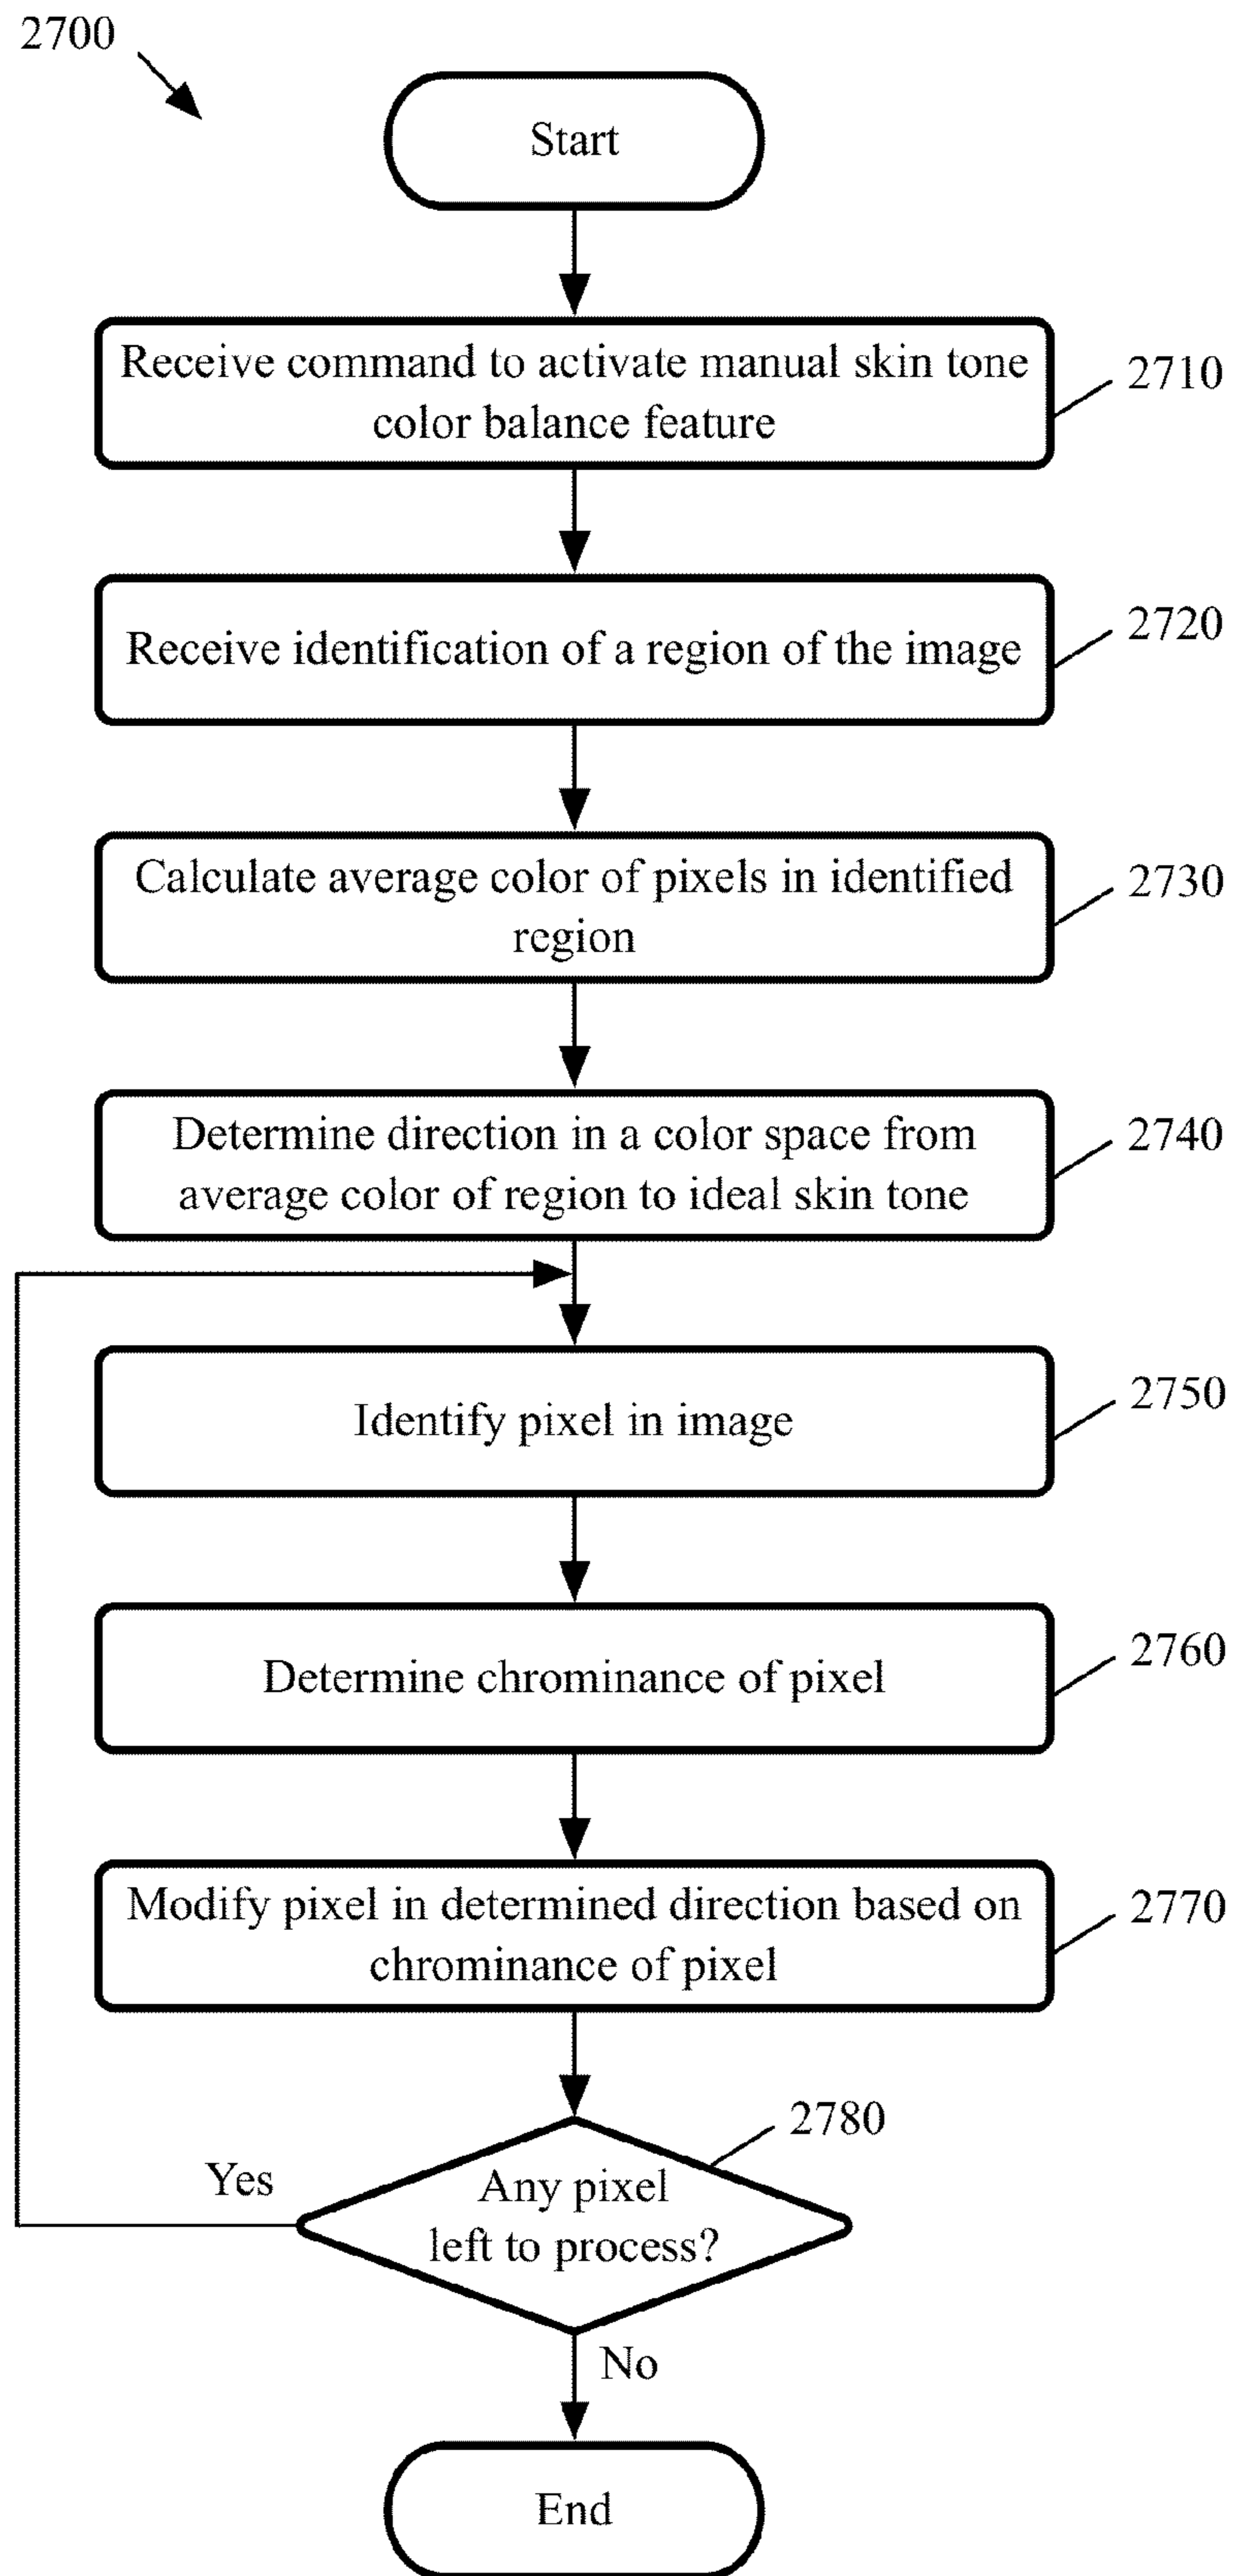 2700
Start
Receive command to activate manual skin tone
color balance feature
2710
Receive identification of a region of the image
2720
Calculate average color of pixels in identified
region
2730
Determine direction in a color space from
average color of region to ideal skin tone
2740
Identify pixel in image
2750
Determine chrominance of pixel
2760
Modify pixel in determined direction based on
chrominance of pixel
2770
2780
Any pixel
left to process?
Yes
No
End